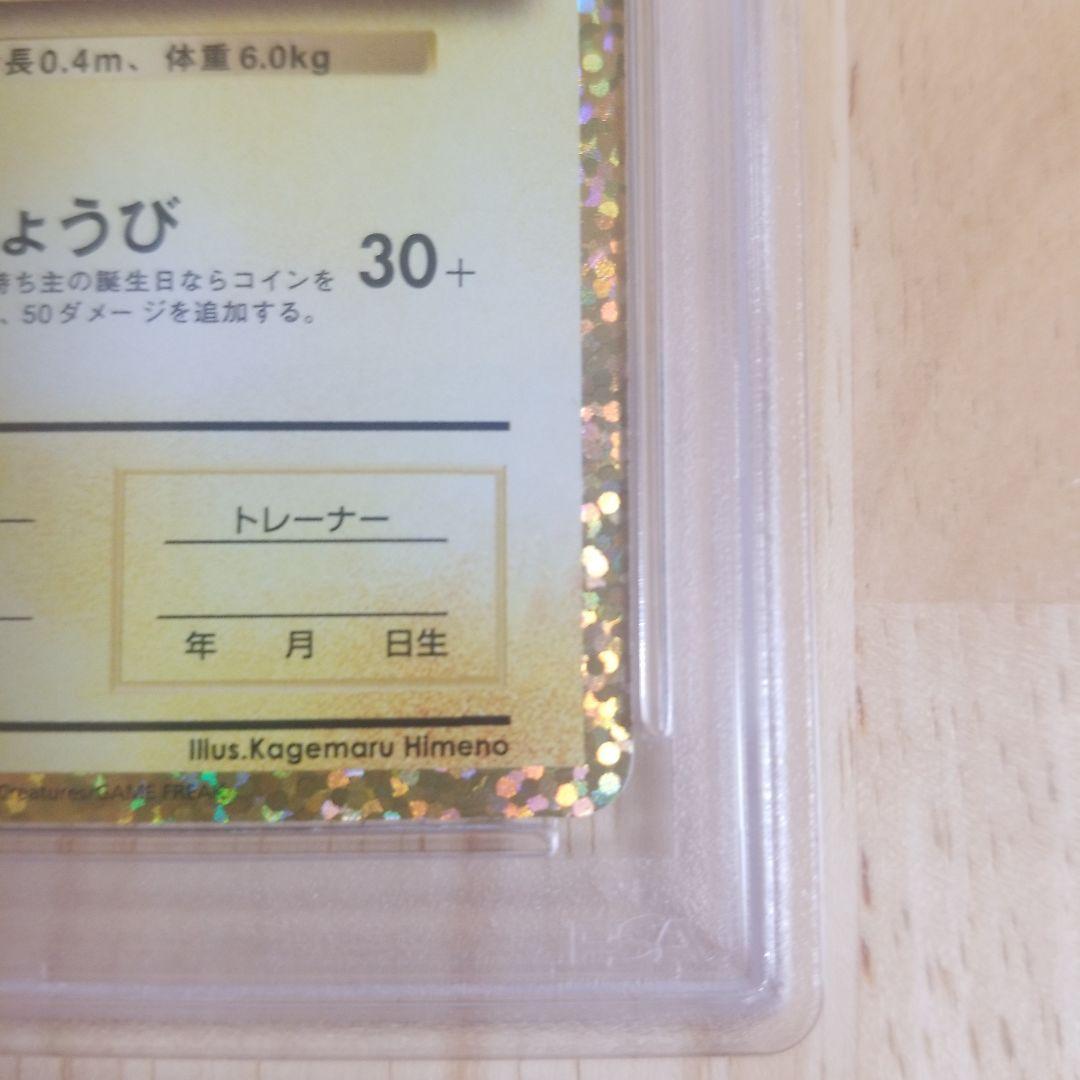 長0.4m、体重6.0kg
ょうび
30+
持ち主の誕生日ならコインを
、50ダメージを追加する。
トレーナー
年 月 日生
Illus.Kagemaru Himeno
Creatures/GAME FREAK
PSA